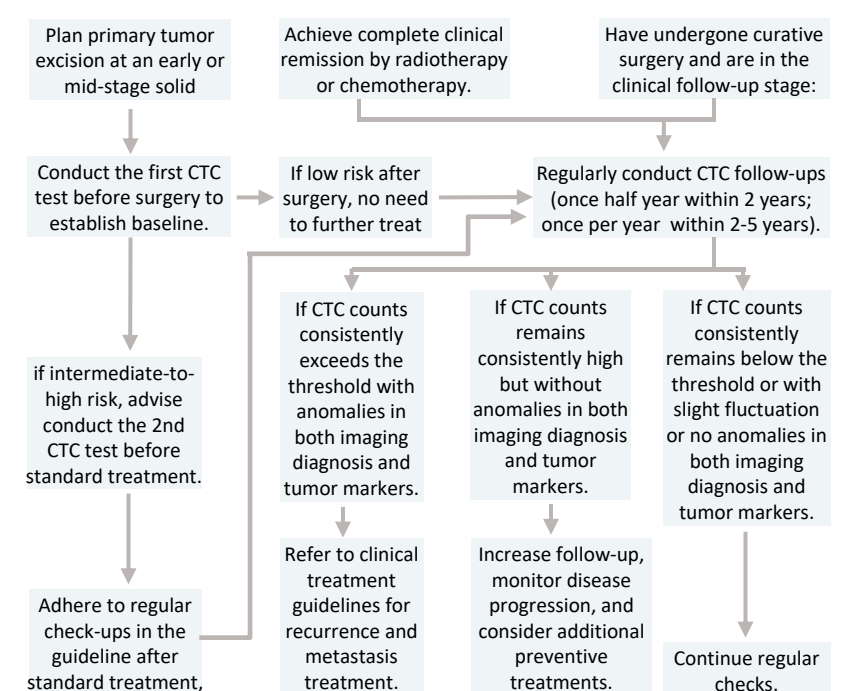 Plan primary tumor
excision at an early or
mid-stage solid
Achieve complete clinical
remission by radiotherapy
or chemotherapy.
Have undergone curative
surgery and are in the
clinical follow-up stage:
Conduct the first CTC
test before surgery to
establish baseline.
If low risk after
surgery, no need
to further treat
Regularly conduct CTC follow-ups
(once half year within 2 years;
once per year within 2-5 years).
if intermediate-to-
high risk, advise
conduct the 2nd
CTC test before
standard treatment.
If CTC counts
consistently
exceeds the
threshold with
anomalies in
both imaging
diagnosis and
tumor markers.
If CTC counts
remains
consistently high
but without
anomalies in both
imaging diagnosis
and tumor
markers.
If CTC counts
consistently
remains below the
threshold or with
slight fluctuation
or no anomalies in
both imaging
diagnosis and
tumor markers.
Adhere to regular
check-ups in the
guideline after
standard treatment,
Refer to clinical
treatment
guidelines for
recurrence and
metastasis
treatment.
Increase follow-up,
monitor disease
progression, and
consider additional
preventive
treatments.
Continue regular
checks.